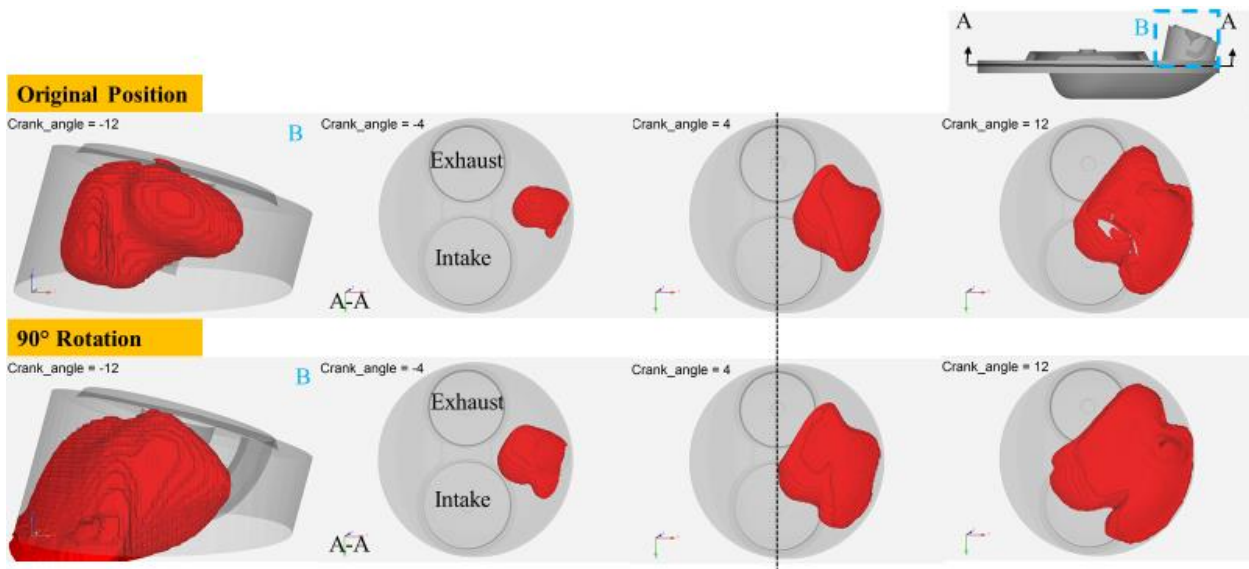 A
B
A
Original Position
Crank_angle = -12
B
Crank_angle = -4
Exhaust
Intake
A-A
Crank_angle = 4
Crank_angle = 12
90° Rotation
Crank_angle = -12
B
Crank_angle = -4
Exhaust
Intake
A-A
Crank_angle = 4
Crank_angle = 12